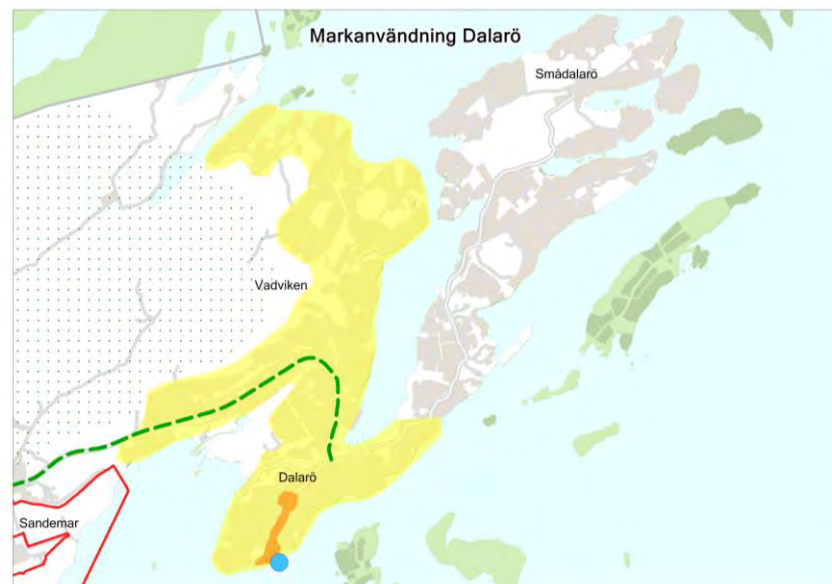 Markanvändning Dalarö
Smådalarö
Vadviken
Dalarö
Sandemar